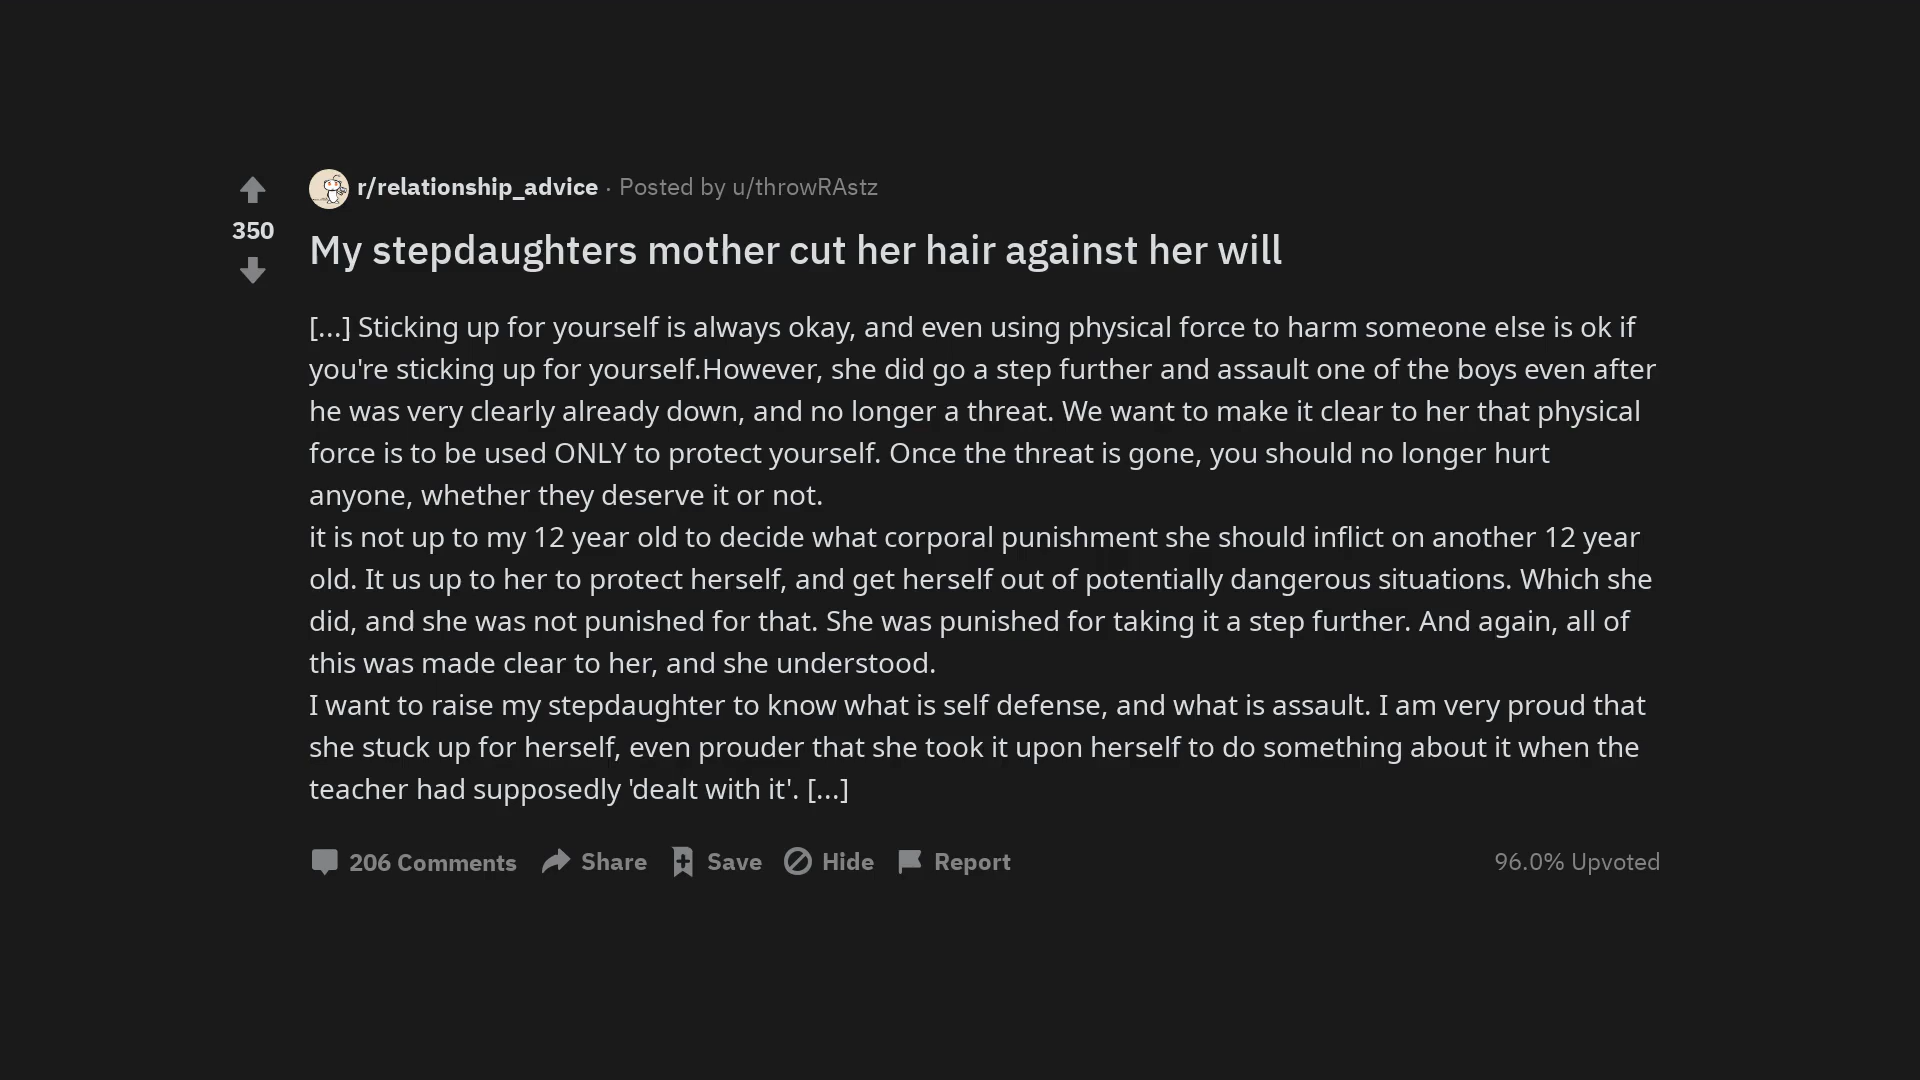 r/relationship_advice · Posted by u/throwRAstz
350
My stepdaughters mother cut her hair against her will
[...] Sticking up for yourself is always okay, and even using physical force to harm someone else is ok if
you're sticking up for yourself.However, she did go a step further and assault one of the boys even after
he was very clearly already down, and no longer a threat. We want to make it clear to her that physical
force is to be used ONLY to protect yourself. Once the threat is gone, you should no longer hurt
anyone, whether they deserve it or not.
it is not up to my 12 year old to decide what corporal punishment she should inflict on another 12 year
old. It us up to her to protect herself, and get herself out of potentially dangerous situations. Which she
did, and she was not punished for that. She was punished for taking it a step further. And again, all of
this was made clear to her, and she understood.
I want to raise my stepdaughter to know what is self defense, and what is assault. I am very proud that
she stuck up for herself, even prouder that she took it upon herself to do something about it when the
teacher had supposedly 'dealt with it'. [...]
206 Comments Share Save Hide Report 96.0% Upvoted